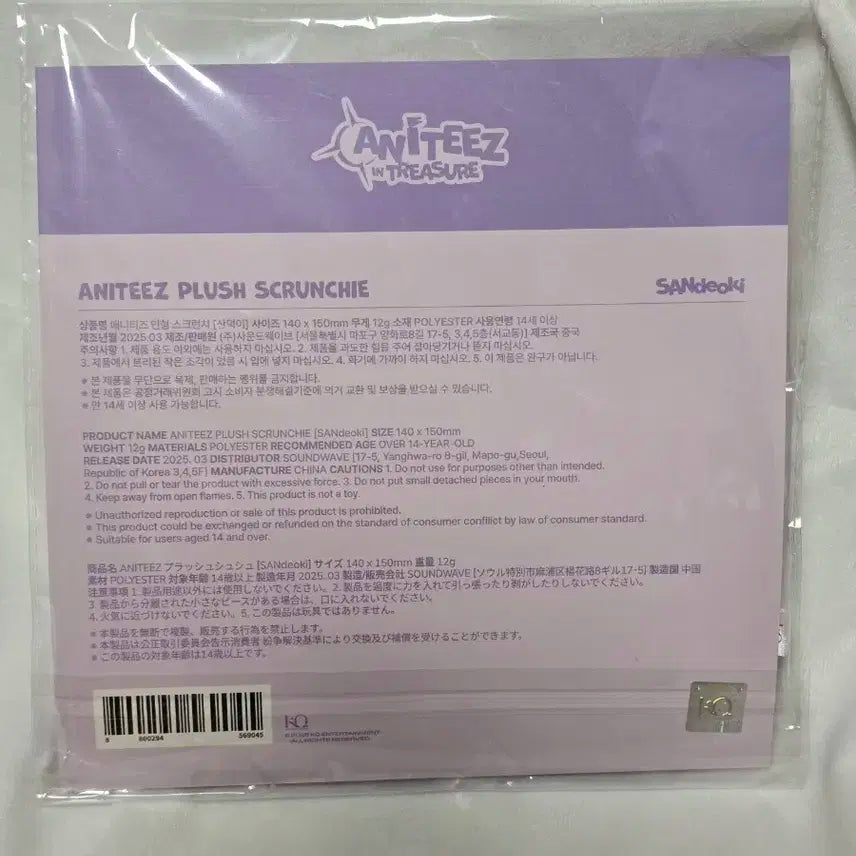 ANITEEZ
IN TREASURE
ANITEEZ PLUSH SCRUNCHIE
SANdeoki
상품명 애니티즈 인형 스크런치 [산덕이] 사이즈 140 x 150mm 무게 12g 소재 POLYESTER 사용연령 14세 이상
제조년월 2025.03 제조/판매원 (주)사운드웨이브 [서울특별시 마포구 양화로8길 17-5, 3,4,5층(서교동)] 제조국 중국
주의사항 1. 제품 용도 이외에는 사용하지 마십시오. 2. 제품을 과도한 힘을 주어 잡아당기거나 뜯지 마십시오.
3. 제품에서 분리된 작은 조각이 있을 시 입에 넣지 마십시오. 4. 화기에 가까이 하지 마십시오. 5. 이 제품은 완구가 아닙니다.
* 본 제품을 무단으로 복제, 판매하는 행위를 금지합니다.
* 본 제품은 공정거래위원회 고시 소비자 분쟁해결기준에 의거 교환 및 보상을 받으실 수 있습니다.
* 만 14세 이상 사용 가능합니다.
PRODUCT NAME ANITEEZ PLUSH SCRUNCHIE [SANdeoki] SIZE 140 x 150mm
WEIGHT 12g MATERIALS POLYESTER RECOMMENDED AGE OVER 14-YEAR-OLD
RELEASE DATE 2025. 03 DISTRIBUTOR SOUNDWAVE [17-5, Yanghwa-ro 8-gil, Mapo-gu,Seoul,
Republic of Korea 3,4,5F] MANUFACTURE CHINA CAUTIONS 1. Do not use for purposes other than intended.
2. Do not pull or tear the product with excessive force. 3. Do not put small detached pieces in your mouth.
4. Keep away from open flames. 5. This product is not a toy.
* Unauthorized reproduction or sale of this product is prohibited.
* This product could be exchanged or refunded on the standard of consumer conflict by law of consumer standard.
* Suitable for users aged 14 and over.
商品名 ANITEEZ プラッシュシュシュ [SANdeoki] サイズ 140 x 150mm 重量 12g
素材 POLYESTER 対象年齢 14歳以上 製造年月 2025.03 製造/販売会社 SOUNDWAVE [ソウル特別市麻浦区楊花路8ギル17-5] 製造国 中国
注意事項 1. 製品用途以外には使用しないでください。2. 製品を過度に力を入れて引っ張ったり剥がしたりしないでください。
3. 製品から分離された小さなピースがある場合は、口に入れないでください。
4. 火気に近づけないでください。5. この製品は玩具ではありません。
* 本製品を無断で複製、販売する行為を禁止します。
* 本製品は公正取引委員会告示消費者 紛争解決基準により交換及び補償を受けることができます。
* この製品の対象年齢は14歳以上です。
8 800294 569045
KQ
© 2025 KQ ENTERTAINMENT
ALL RIGHTS RESERVED.
KQ